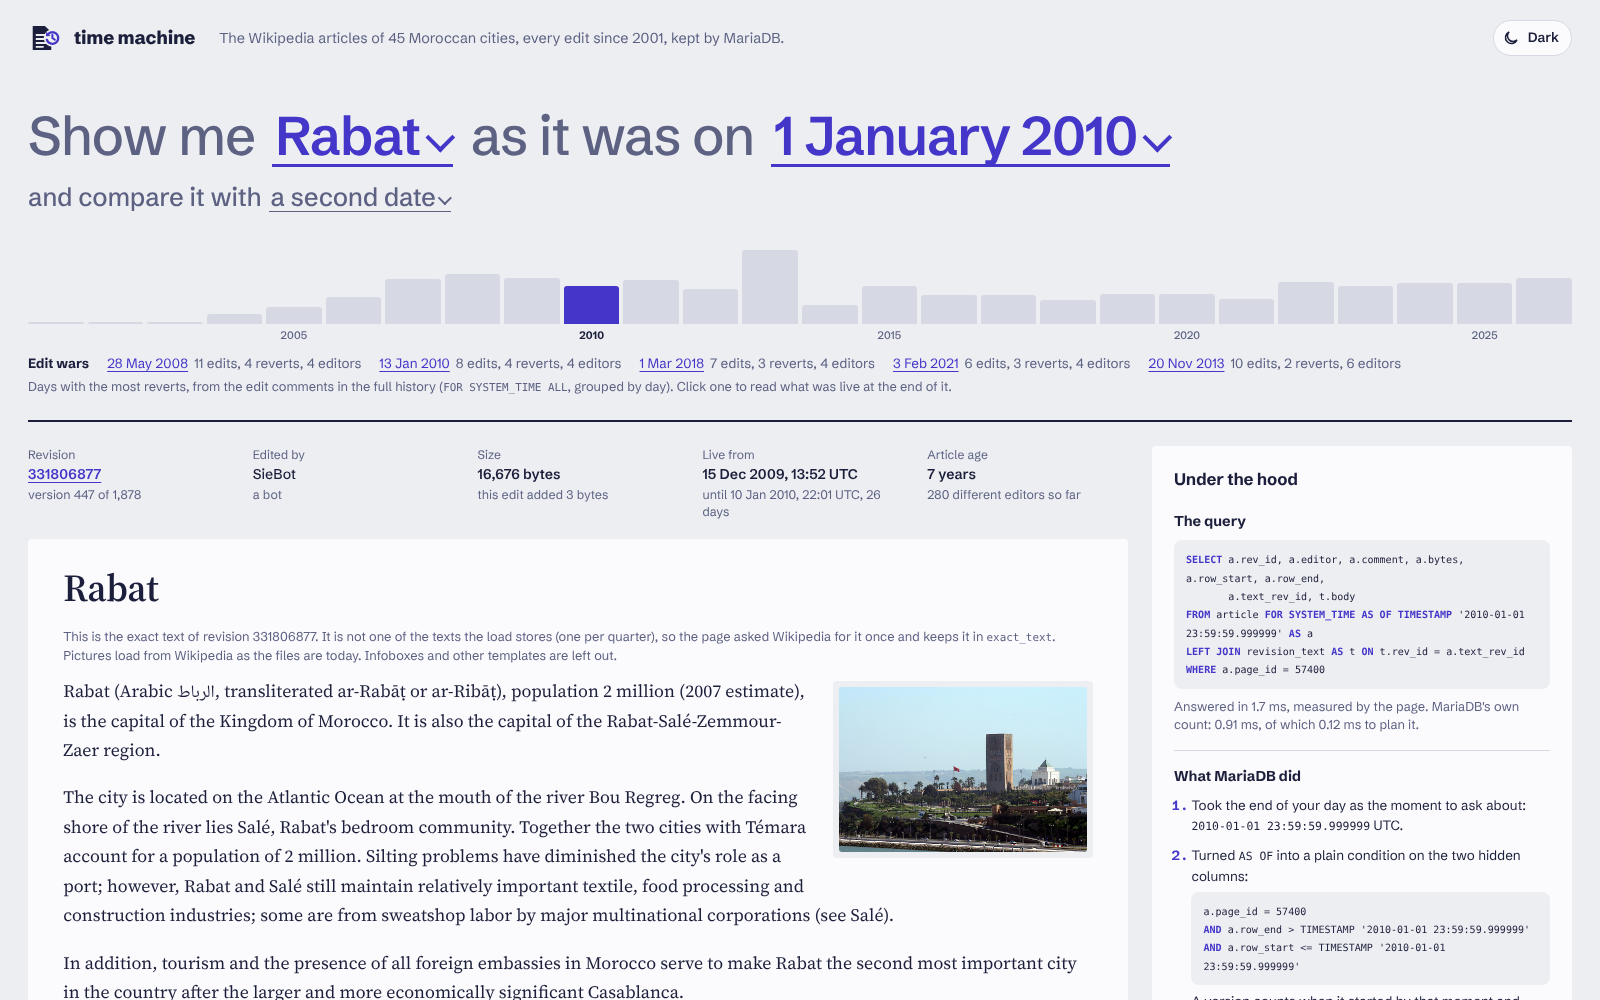 time machine
The Wikipedia articles of 45 Moroccan cities, every edit since 2001, kept by MariaDB.
Dark
Show me Rabat as it was on 1 January 2010
and compare it with a second date
2005 2010 2015 2020 2025
Edit wars 28 May 2008 11 edits, 4 reverts, 4 editors 13 Jan 2010 8 edits, 4 reverts, 4 editors 1 Mar 2018 7 edits, 3 reverts, 4 editors 3 Feb 2021 6 edits, 3 reverts, 4 editors 20 Nov 2013 10 edits, 2 reverts, 6 editors
Days with the most reverts, from the edit comments in the full history (FOR SYSTEM_TIME ALL, grouped by day). Click one to read what was live at the end of it.
Revision
331806877
version 447 of 1,878
Edited by
SieBot
a bot
Size
16,676 bytes
this edit added 3 bytes
Live from
15 Dec 2009, 13:52 UTC
until 10 Jan 2010, 22:01 UTC, 26
days
Article age
7 years
280 different editors so far
Rabat
This is the exact text of revision 331806877. It is not one of the texts the load stores (one per quarter), so the page asked Wikipedia for it once and keeps it in exact_text.
Pictures load from Wikipedia as the files are today. Infoboxes and other templates are left out.
Rabat (Arabic الرباط, transliterated ar-Rabāṭ or ar-Ribāṭ), population 2 million (2007 estimate),
is the capital of the Kingdom of Morocco. It is also the capital of the Rabat-Salé-Zemmour-
Zaer region.
The city is located on the Atlantic Ocean at the mouth of the river Bou Regreg. On the facing
shore of the river lies Salé, Rabat's bedroom community. Together the two cities with Témara
account for a population of 2 million. Silting problems have diminished the city's role as a
port; however, Rabat and Salé still maintain relatively important textile, food processing and
construction industries; some are from sweatshop labor by major multinational corporations (see Salé).
In addition, tourism and the presence of all foreign embassies in Morocco serve to make Rabat the second most important city
in the country after the larger and more economically significant Casablanca.
Under the hood
The query
SELECT a.rev_id, a.editor, a.comment, a.bytes,
a.row_start, a.row_end,
a.text_rev_id, t.body
FROM article FOR SYSTEM_TIME AS OF TIMESTAMP '2010-01-01
23:59:59.999999' AS a
LEFT JOIN revision_text AS t ON t.rev_id = a.text_rev_id
WHERE a.page_id = 57400
Answered in 1.7 ms, measured by the page. MariaDB's own
count: 0.91 ms, of which 0.12 ms to plan it.
What MariaDB did
1. Took the end of your day as the moment to ask about:
2010-01-01 23:59:59.999999 UTC.
2. Turned AS OF into a plain condition on the two hidden
columns:
a.page_id = 57400
AND a.row_end > TIMESTAMP '2010-01-01 23:59:59.999999'
AND a.row_start <= TIMESTAMP '2010-01-01
23:59:59.999999'